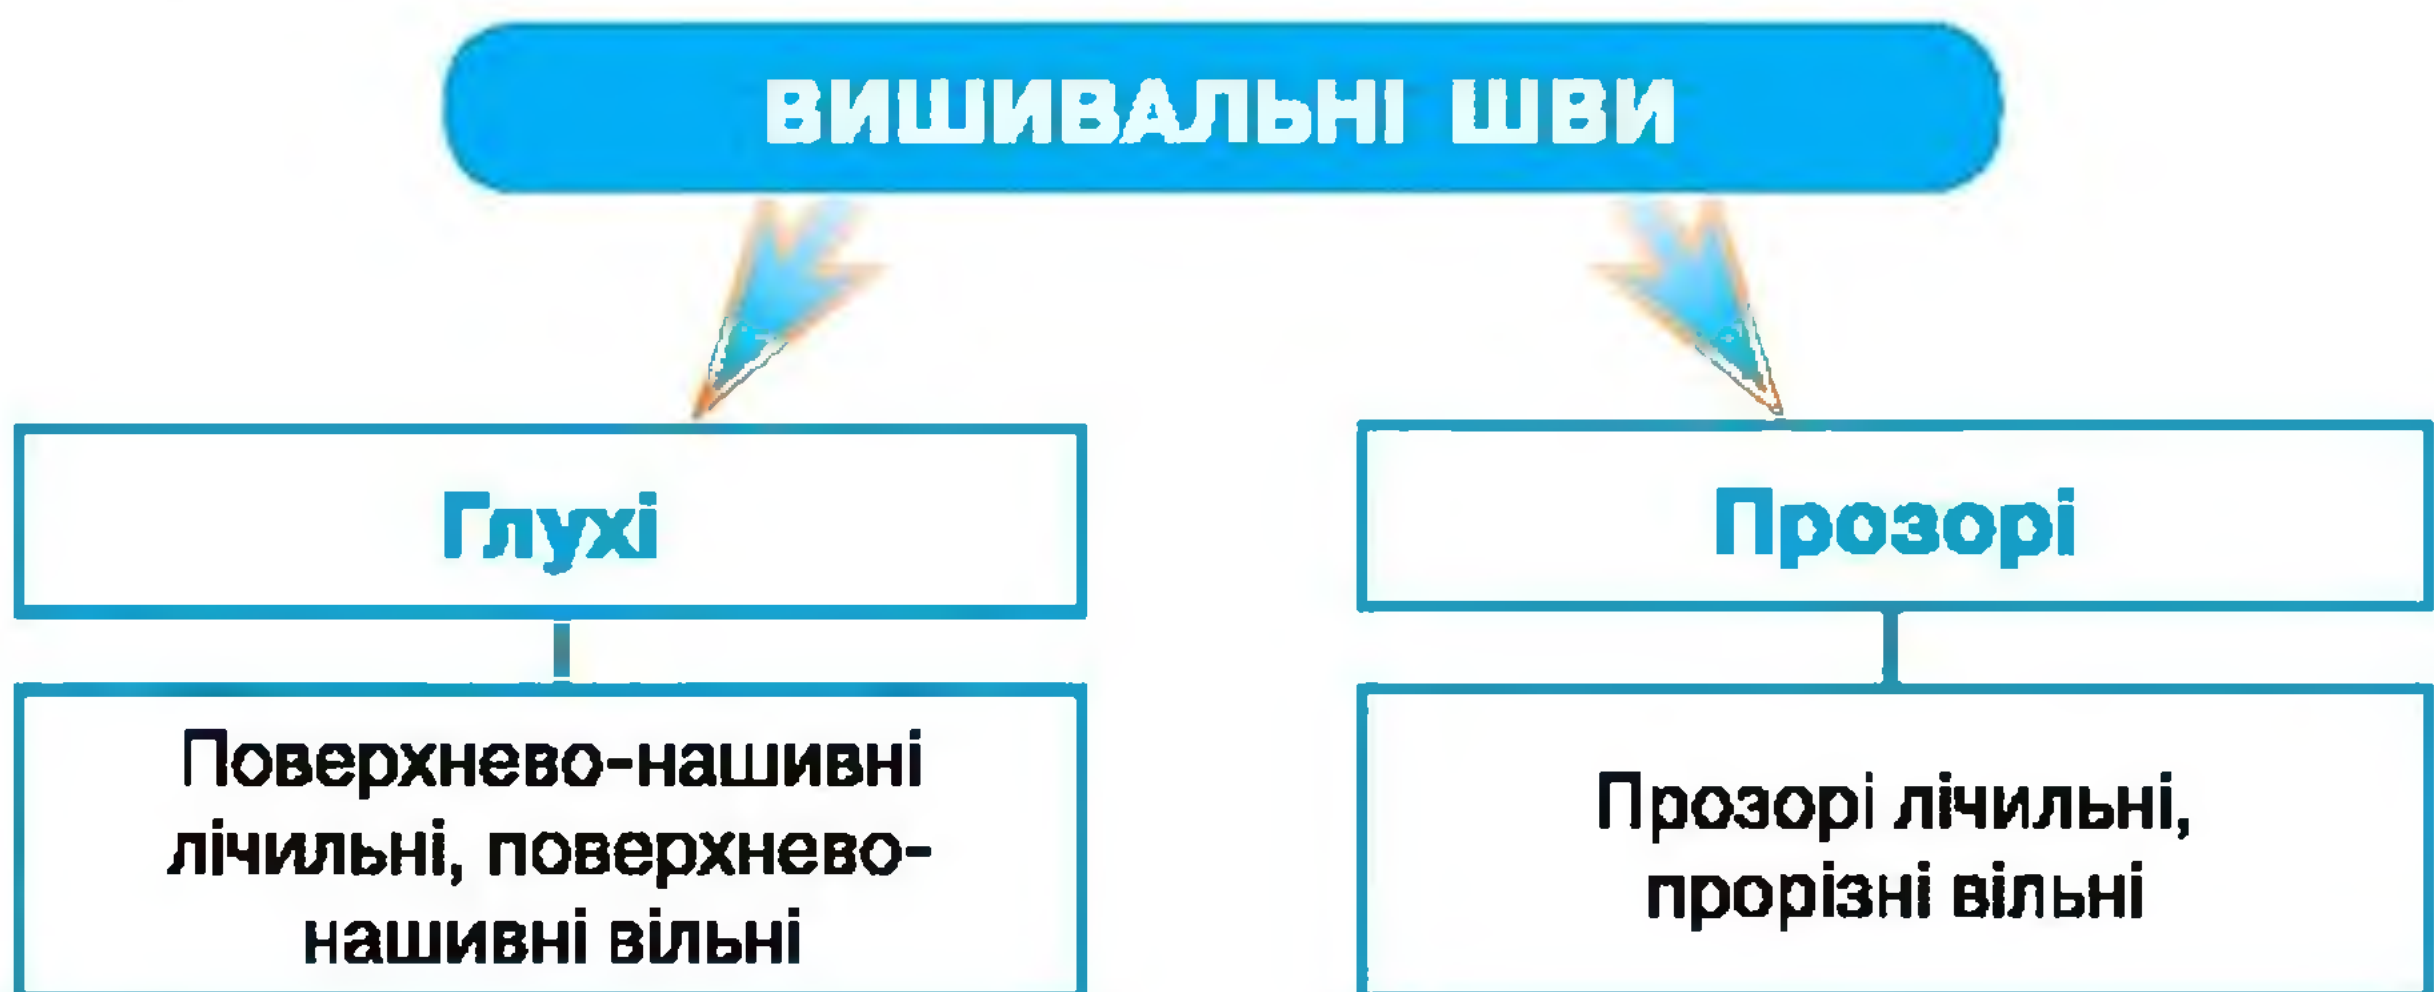 ВИШИВАЛЬНІ ШВИ
Глухі
Прозорі
Поверхнево-нашивні
лічильні, поверхнево-
нашивні вільні
Прозорі лічильні,
прорізні вільні